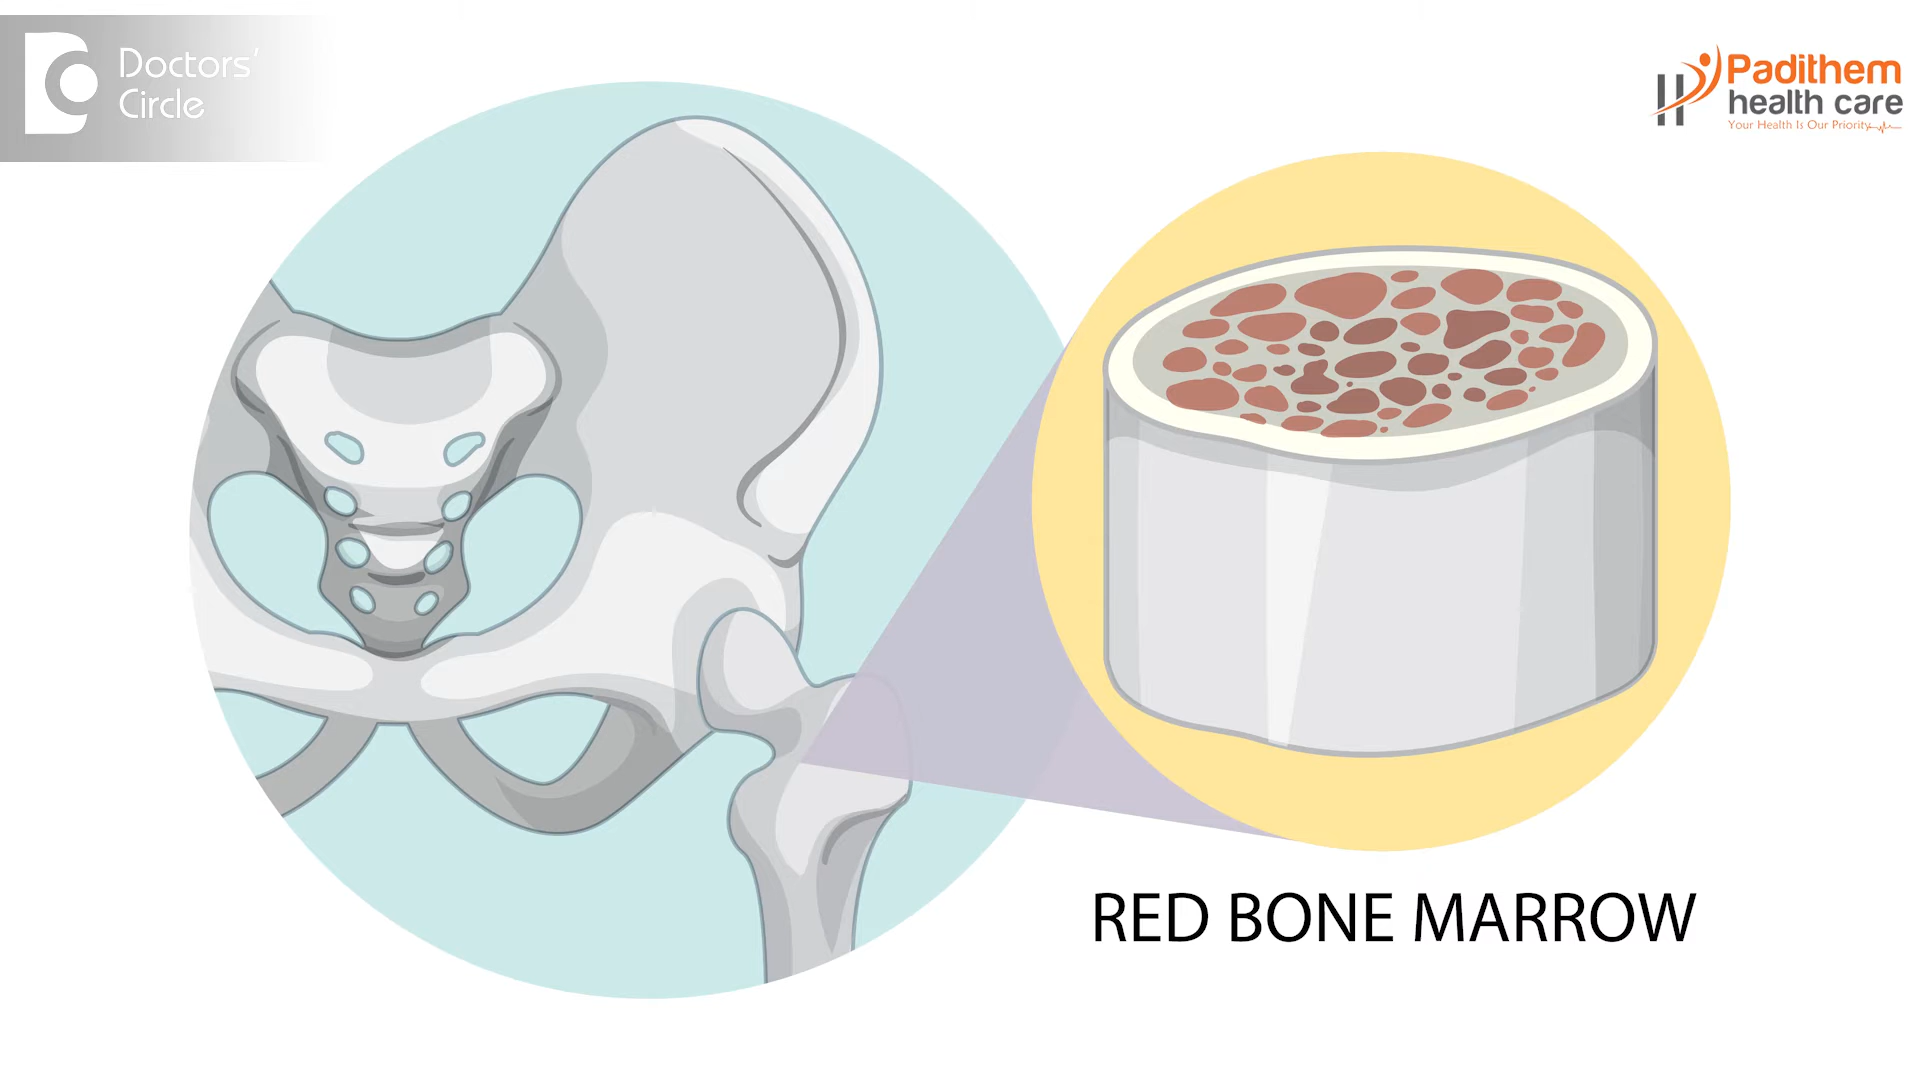 Doctors'
Circle
Padithem
health care
Your Health Is Our Priority
RED BONE MARROW